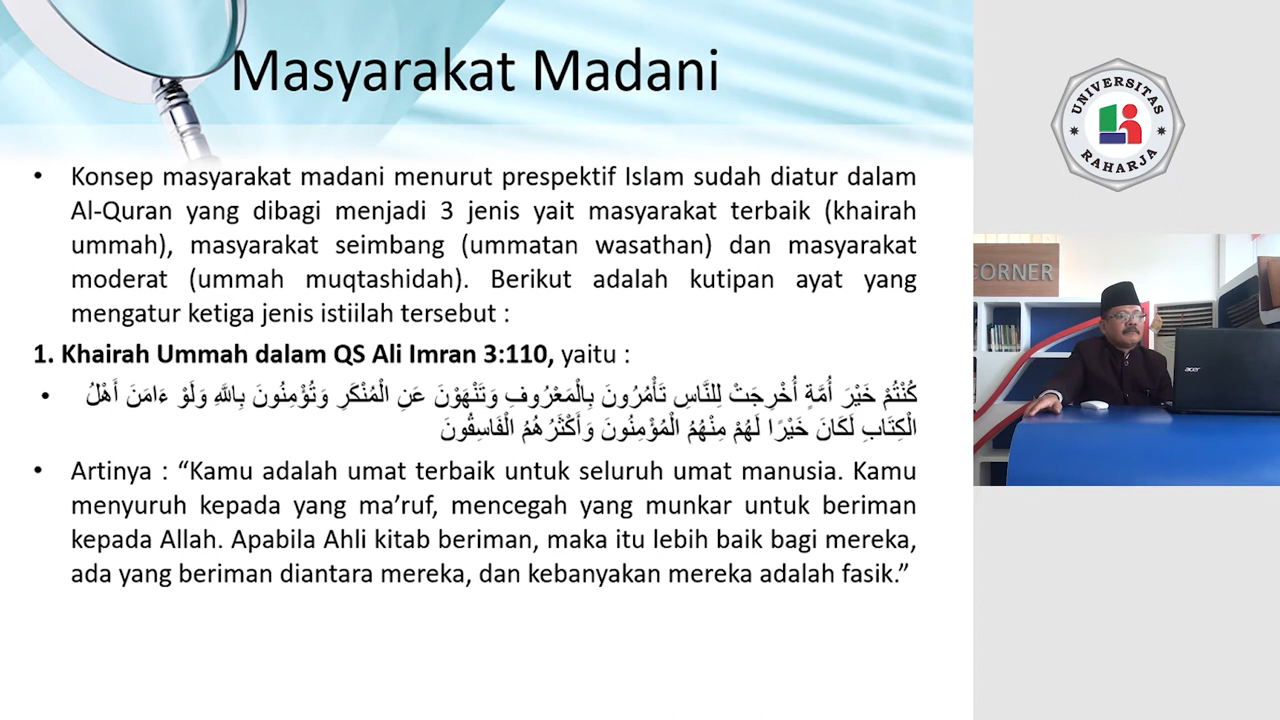 Masyarakat Madani
• Konsep masyarakat madani menurut prespektif Islam sudah diatur dalam
Al-Quran yang dibagi menjadi 3 jenis yait masyarakat terbaik (khairah
ummah), masyarakat seimbang (ummatan wasathan) dan masyarakat
moderat (ummah muqtashidah). Berikut adalah kutipan ayat yang
mengatur ketiga jenis istiilah tersebut :
1. Khairah Ummah dalam QS Ali Imran 3:110, yaitu :
• كُنْتُمْ خَيْرَ أُمَّةٍ أُخْرِجَتْ لِلنَّاسِ تَأْمُرُونَ بِالْمَعْرُوفِ وَتَنْهَوْنَ عَنِ الْمُنْكَرِ وَتُؤْمِنُونَ بِاللَّهِ وَلَوْ ءَامَنَ أَهْلُ
الْكِتَابِ لَكَانَ خَيْرًا لَهُمْ مِنْهُمُ الْمُؤْمِنُونَ وَأَكْثَرُهُمُ الْفَاسِقُونَ
• Artinya : “Kamu adalah umat terbaik untuk seluruh umat manusia. Kamu
menyuruh kepada yang ma’ruf, mencegah yang munkar untuk beriman
kepada Allah. Apabila Ahli kitab beriman, maka itu lebih baik bagi mereka,
ada yang beriman diantara mereka, dan kebanyakan mereka adalah fasik.”
UNIVERSITAS
RAHARJA
CORNER
acer